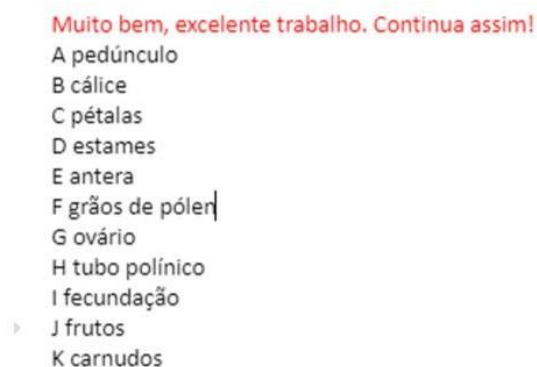 Muito bem, excelente trabalho. Continua assim!
A pedúnculo
B cálice
C pétalas
D estames
E antera
F grãos de pólen
G ovário
H tubo polínico
I fecundação
J frutos
K carnudos